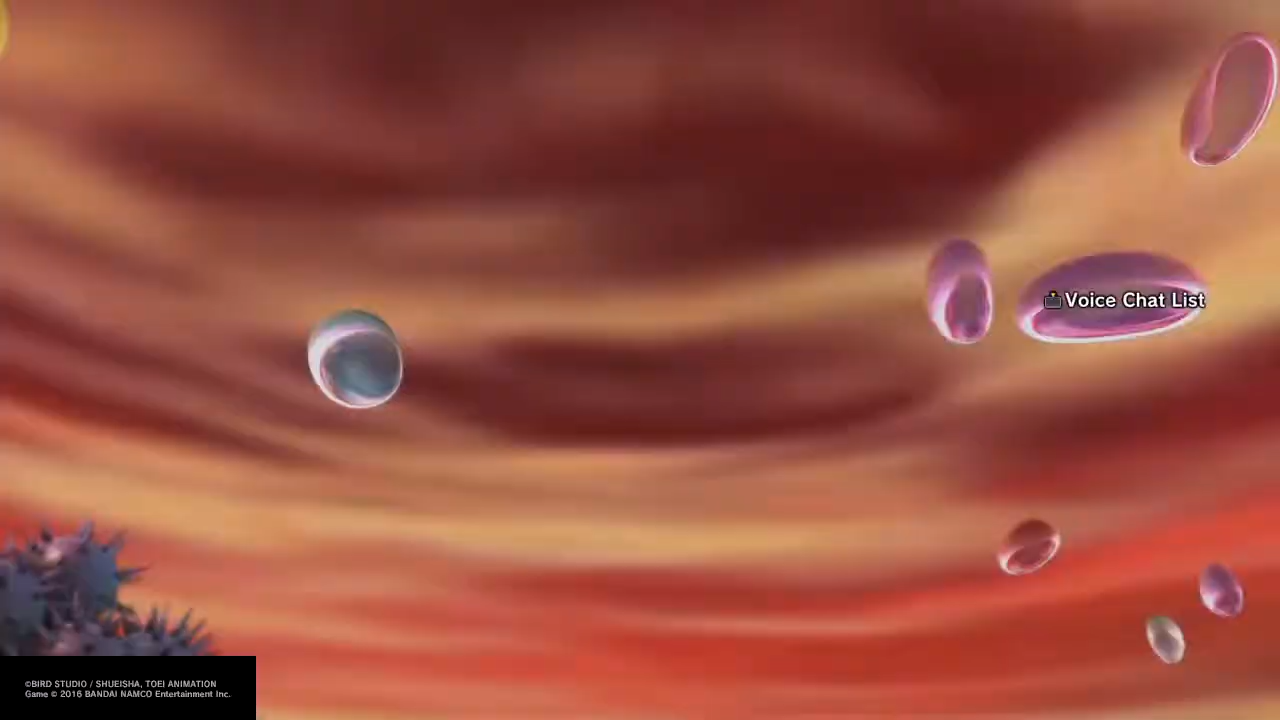 Voice Chat List
©BIRD STUDIO / SHUEISHA, TOEI ANIMATION
Game © 2016 BANDAI NAMCO Entertainment Inc.